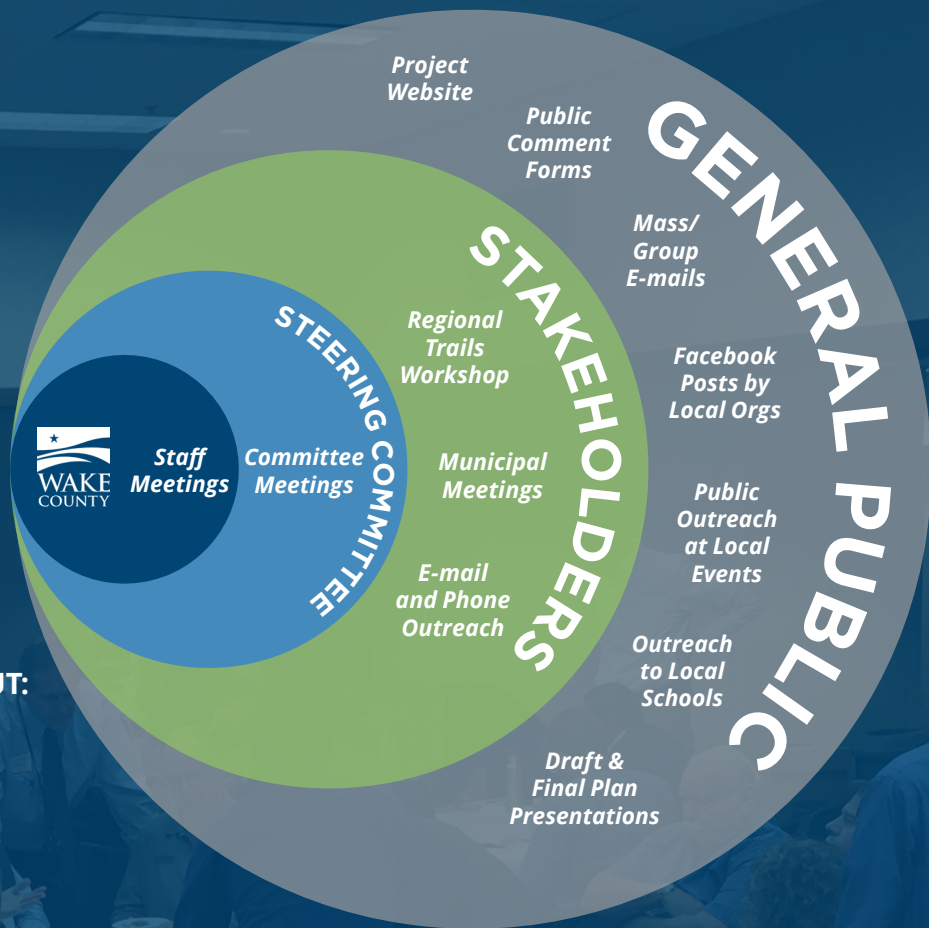 Project
Website
Public
Comment
Forms
GENERAL PUBLIC
Mass/
Group
E-mails
STAKEHOLDERS
Regional
Trails
Workshop
STEERING COMMITTEE
Facebook
Posts by
Local Orgs
WAKE
COUNTY
Staff
Meetings
Committee
Meetings
Municipal
Meetings
Public
Outreach
at Local
Events
E-mail
and Phone
Outreach
Outreach
to Local
Schools
UT:
Draft &
Final Plan
Presentations